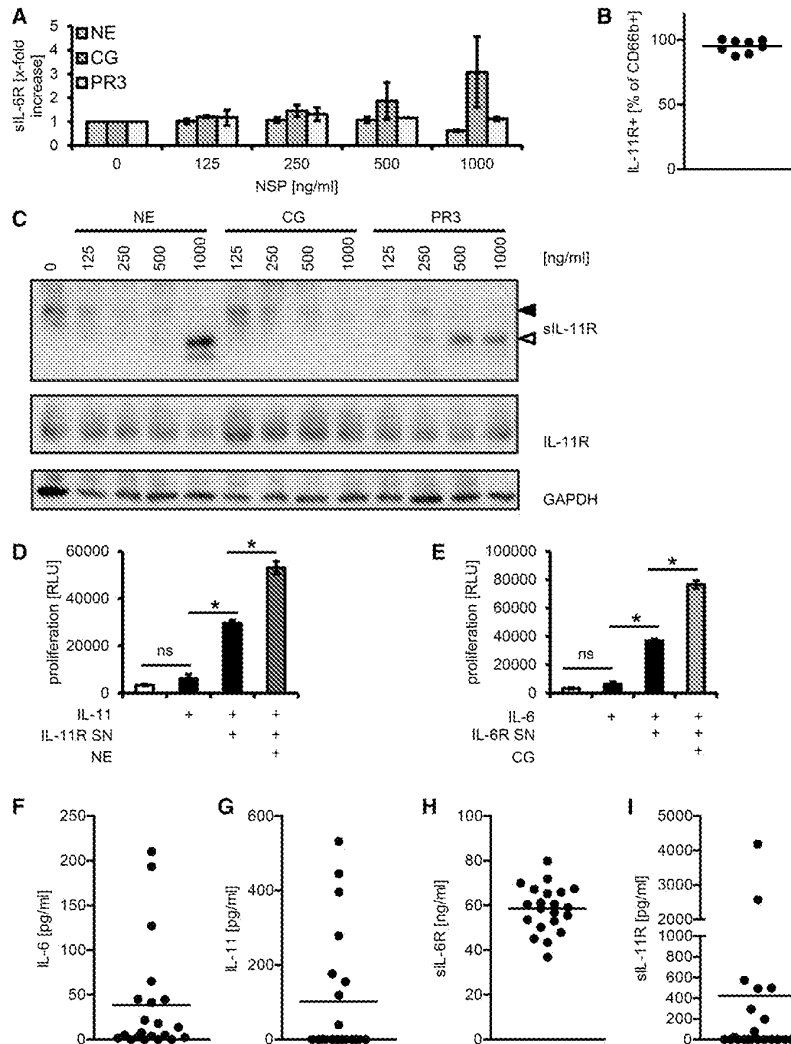 A
sIL-6R [x-fold increase]
5
4
3
2
1
0
NE
CG
PR3
0 125 250 500 1000
NSP [ng/ml]
B
IL-11R+ [% of CD66b+]
100
50
0
C
NE CG PR3
0 125 250 500 1000 125 250 500 1000 125 250 500 1000 [ng/ml]
sIL-11R
IL-11R
GAPDH
D
proliferation [RLU]
60000
40000
20000
0
ns * *
IL-11 + + +
IL-11R SN + +
NE +
E
proliferation [RLU]
100000
80000
60000
40000
20000
0
ns * *
IL-6 + + +
IL-6R SN + +
CG +
F
IL-6 [pg/ml]
250
200
150
100
50
0
G
IL-11 [pg/ml]
600
400
200
0
H
sIL-6R [ng/ml]
100
80
60
40
20
0
I
sIL-11R [pg/ml]
5000
4000
3000
2000
1000
800
600
400
200
0